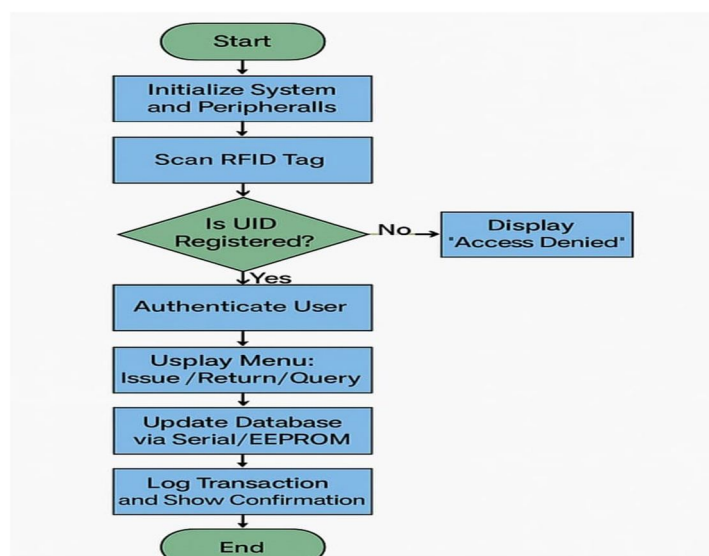 Start
Initialize System
and Peripheralls
Scan RFID Tag
Is UID
Registered?
No
Display
"Access Denied"
Yes
Authenticate User
Usplay Menu:
Issue/Return/Query
Update Database
via Serial/EEPROM
Log Transaction
and Show Confirmation
End